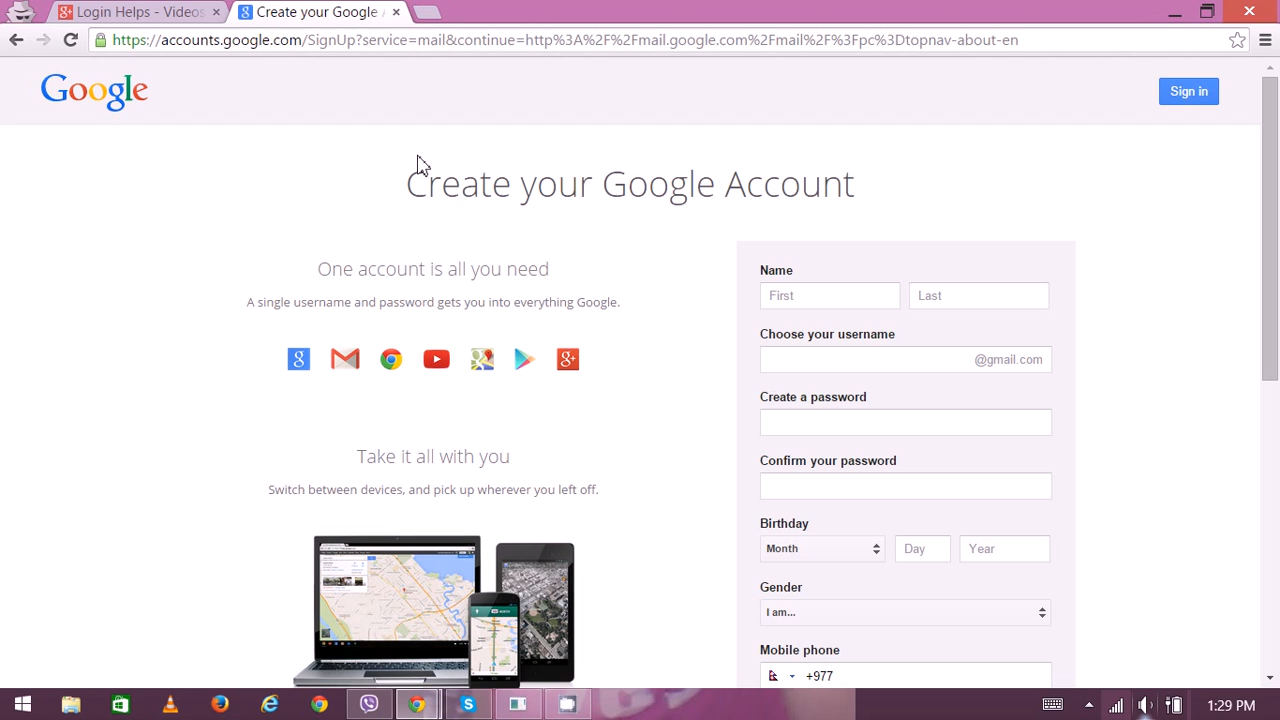 Login Helps - Videos
Create your Google
https://accounts.google.com/SignUp?service=mail&continue=http%3A%2F%2Fmail.google.com%2Fmail%2F%3Fpc%3Dtopnav-about-en
Google
Sign in
Create your Google Account
One account is all you need
A single username and password gets you into everything Google.
Take it all with you
Switch between devices, and pick up wherever you left off.
Name
First
Last
Choose your username
@gmail.com
Create a password
Confirm your password
Birthday
Month
Day
Year
Gender
I am...
Mobile phone
+977
1:29 PM